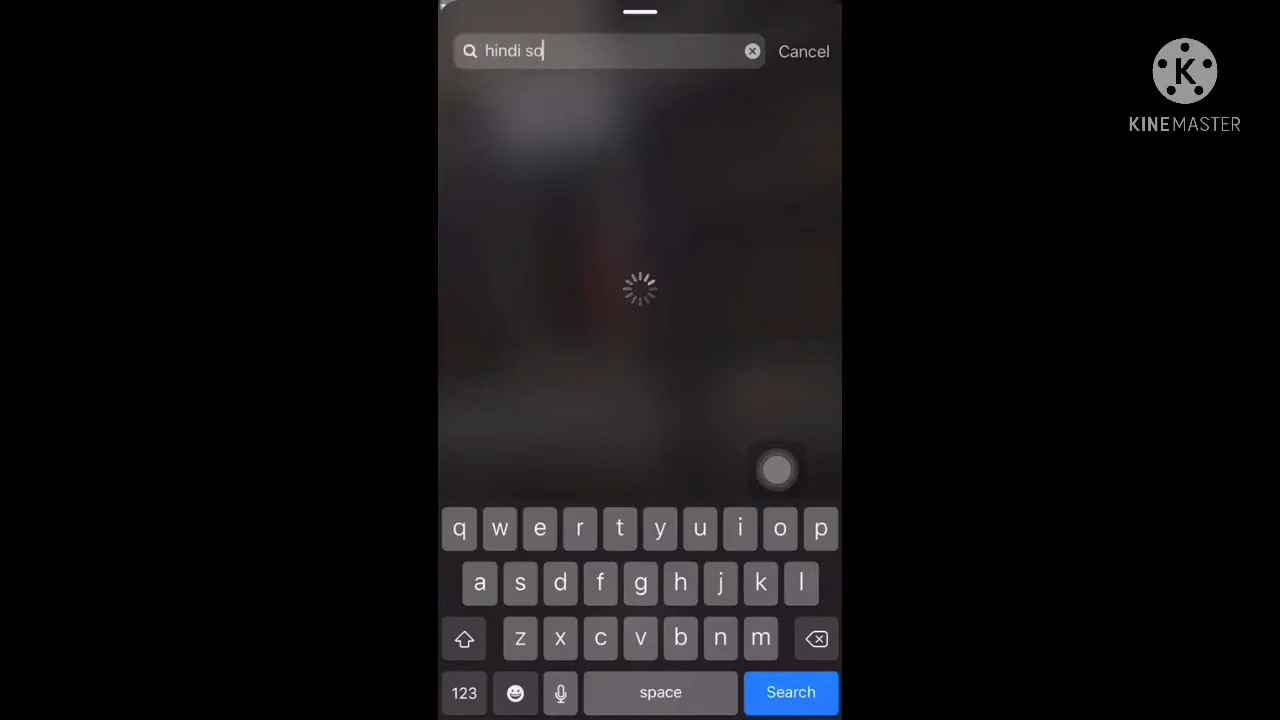 hindi so
Cancel
K
KINEMASTER
q w e r t y u i o p
a s d f g h j k l
z x c v b n m
123 space Search